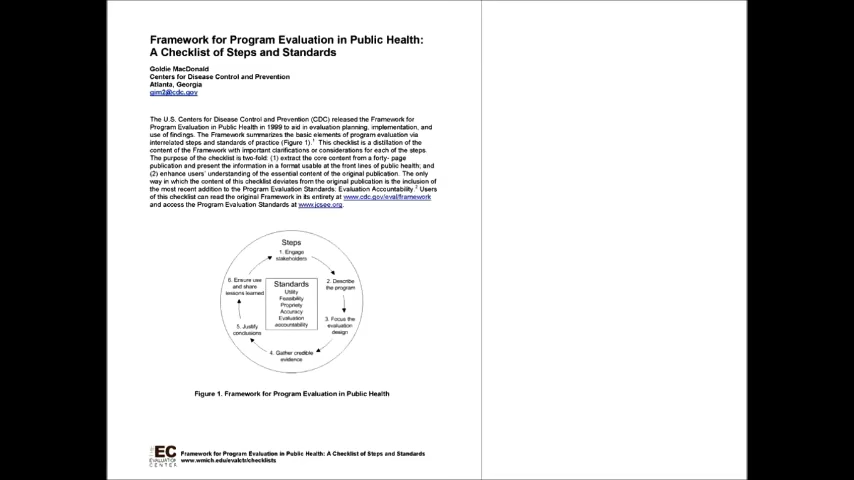 Framework for Program Evaluation in Public Health:
A Checklist of Steps and Standards
Goldie MacDonald
Centers for Disease Control and Prevention
Atlanta, Georgia
gim2@cdc.gov
The U.S. Centers for Disease Control and Prevention (CDC) released the Framework for
Program Evaluation in Public Health in 1999 to aid in evaluation planning, implementation, and
use of findings. The Framework summarizes the basic elements of program evaluation via
interrelated steps and standards of practice (Figure 1).1 This checklist is a distillation of the
content of the Framework with important clarifications or considerations for each of the steps.
The purpose of the checklist is two-fold: (1) extract the core content from a forty- page
publication and present the information in a format usable at the front lines of public health; and
(2) enhance users' understanding of the essential content of the original publication. The only
way in which the content of this checklist deviates from the original publication is the inclusion of
the most recent addition to the Program Evaluation Standards: Evaluation Accountability.2 Users
of this checklist can read the original Framework in its entirety at www.cdc.gov/eval/framework
and access the Program Evaluation Standards at www.jcsee.org.
Steps
1. Engage
stakeholders
2. Describe
the program
3. Focus the
evaluation
design
4. Gather credible
evidence
5. Justify
conclusions
6. Ensure use
and share
lessons learned
Standards
Utility
Feasibility
Propriety
Accuracy
Evaluation
accountability
Figure 1. Framework for Program Evaluation in Public Health
THE
EC
EVALUATION
CENTER
Framework for Program Evaluation in Public Health: A Checklist of Steps and Standards
www.wmich.edu/evalctr/checklists